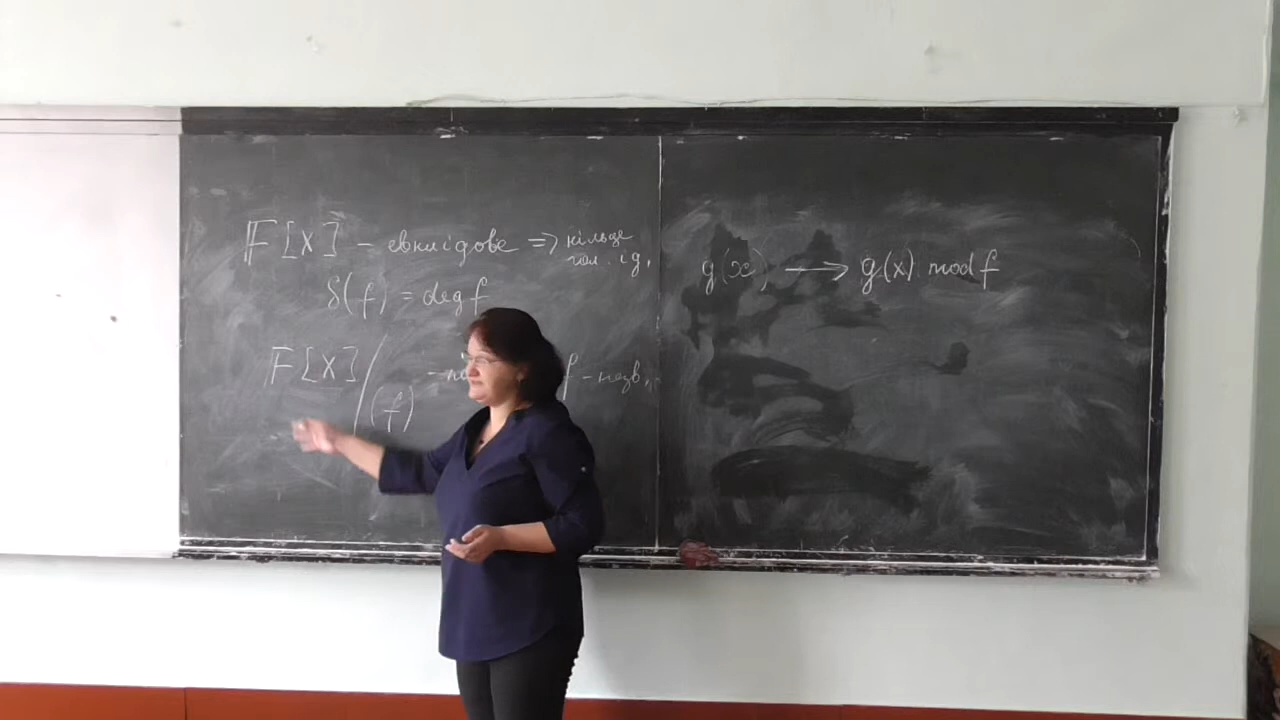 F[x] – евклідове => кільце
гол. ід.
δ(f) = deg f
F[x]/(f) – f – незв.
g(x) → g(x) mod f